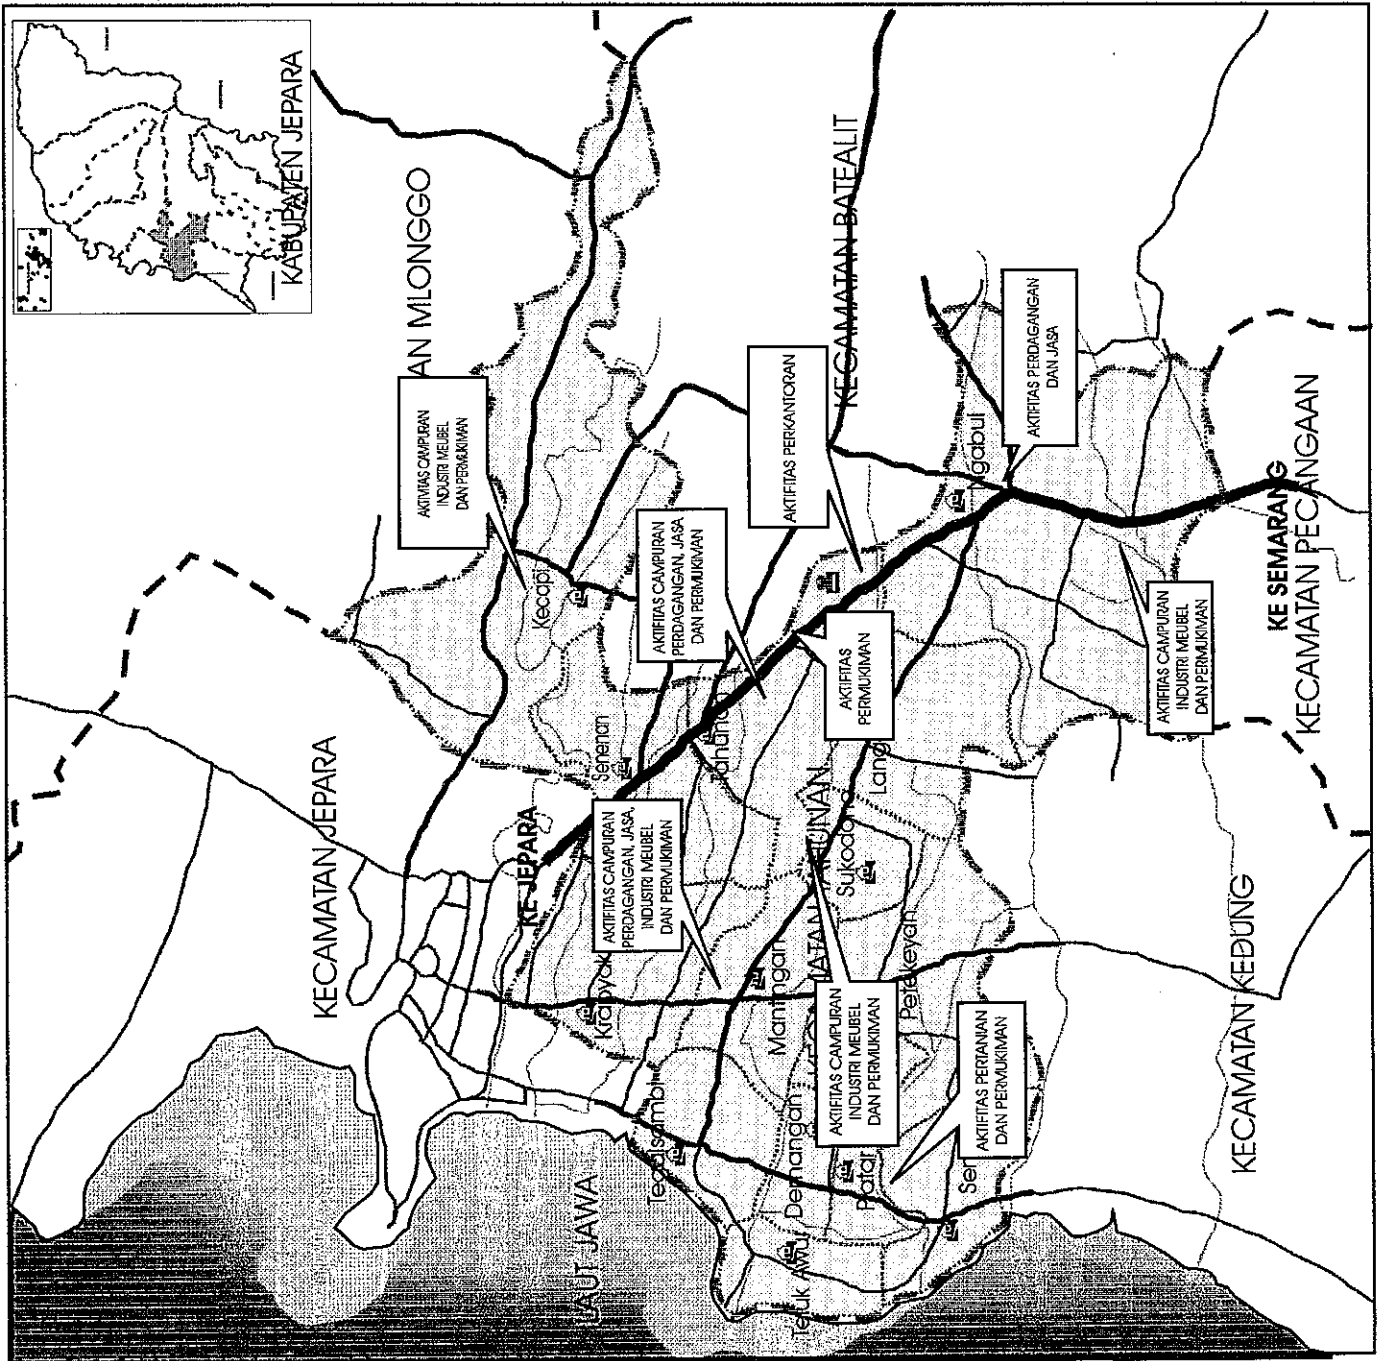 KABUPATEN JEPARA
AN MLONGGO
KECAMATAN BATEALIT
KECAMATAN JEPARA
KE JEPARA
LAUT JAWA
KE SEMARANG
KECAMATAN PECANGAAN
KECAMATAN KEDUNG
AKTIVITAS CAMPURAN
INDUSTRI MEUBEL
DAN PERMUKIMAN
AKTIFITAS CAMPURAN
PERDAGANGAN, JASA
DAN PERMUKIMAN
AKTIFITAS PERKANTORAN
AKTIFITAS PERDAGANGAN
DAN JASA
AKTIFITAS
PERMUKIMAN
AKTIFITAS CAMPURAN
INDUSTRI MEUBEL
DAN PERMUKIMAN
AKTIFITAS CAMPURAN
PERDAGANGAN, JASA,
INDUSTRI MEUBEL
DAN PERMUKIMAN
AKTIFITAS CAMPURAN
INDUSTRI MEUBEL
DAN PERMUKIMAN
AKTIFITAS PERTANIAN
DAN PERMUKIMAN
Kecapi
Senenan
Ngabul
Lang
Sukodono
Krapyak
Mantingan
Petekeyan
Tegalsambi
Demangan
Teluk Awur